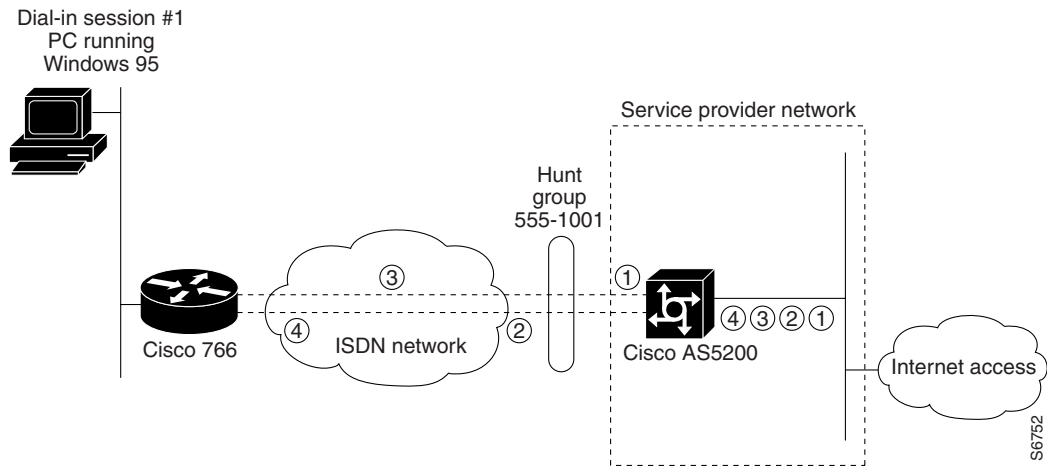 Dial-in session #1
PC running
Windows 95
Service provider network
Hunt
group
555-1001
③
①
④
ISDN network
②
Cisco 766
Cisco AS5200
④ ③ ② ①
Internet access
S6752